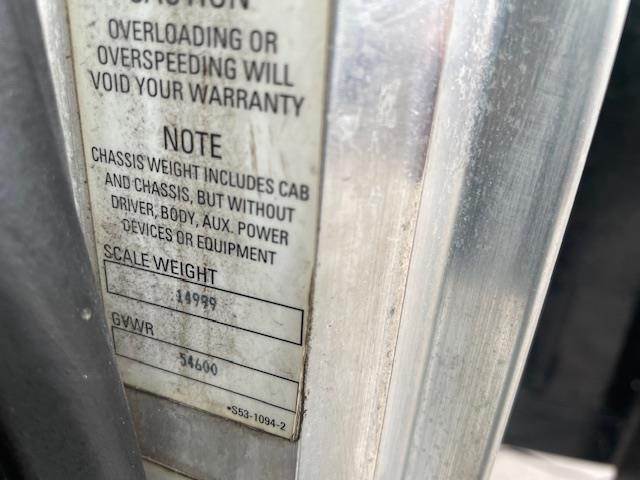 CAUTION
OVERLOADING OR
OVERSPEEDING WILL
VOID YOUR WARRANTY
NOTE
CHASSIS WEIGHT INCLUDES CAB
AND CHASSIS, BUT WITHOUT
DRIVER, BODY, AUX. POWER
DEVICES OR EQUIPMENT
SCALE WEIGHT
14999
GVWR
54600
*S53-1094-2